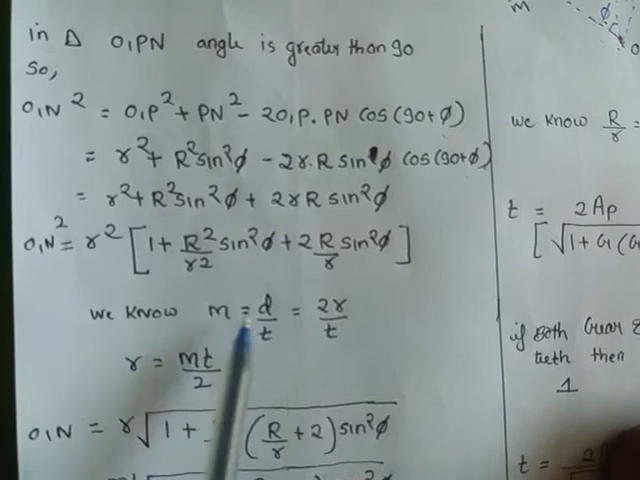 in Δ O₁PN angle is greater than 90
So,
O₁N² = O₁P² + PN² - 2O₁P. PN cos(90+ϕ)
= r² + R²sin²ϕ - 2r.R sinϕ cos(90+ϕ)
= r² + R²sin²ϕ + 2rR sin²ϕ
O₁N² = r² [1 + R²/r² sin²ϕ + 2R/r sin²ϕ]
we know m = d/t = 2r/t
r = mt/2
O₁N = r√1 + (R/r + 2) sin²ϕ
m
ϕ
we know R/r =
t = 2Ap
[√1 + G(G
if both Gear &
teeth then
1
t = 2